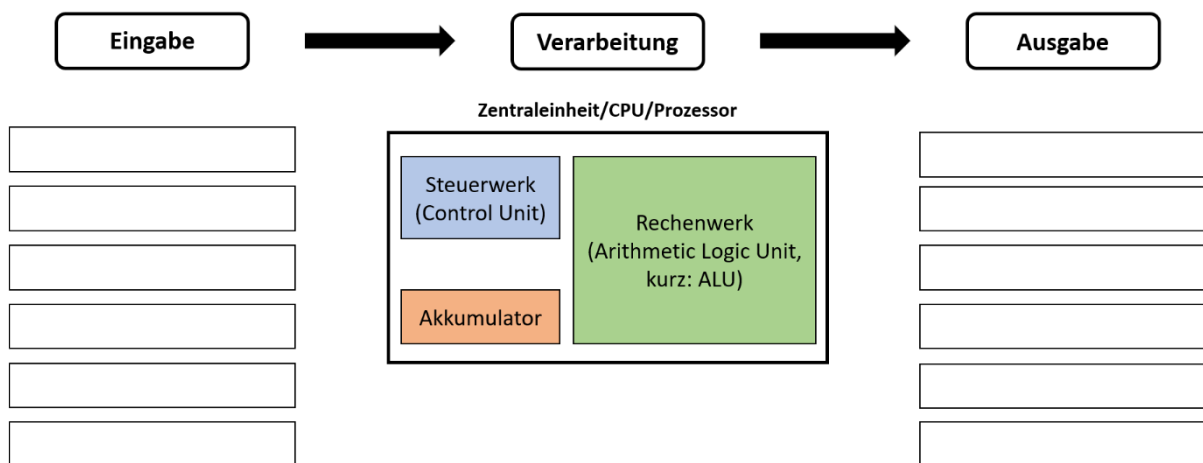 Eingabe
Verarbeitung
Ausgabe
Zentraleinheit/CPU/Prozessor
Steuerwerk
(Control Unit)
Akkumulator
Rechenwerk
(Arithmetic Logic Unit,
kurz: ALU)